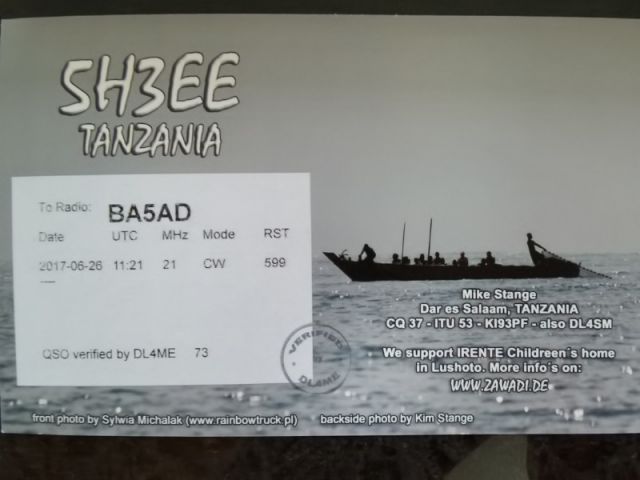 5H3EE
TANZANIA
To Radio: BA5AD
Date UTC MHz Mode RST
2017-06-26 11:21 21 CW 599
QSO verified by DL4ME 73
VERIFIED
DL4ME
Mike Stange
Dar es Salaam, TANZANIA
CQ 37 - ITU 53 - KI93PF - also DL4SM
We support IRENTE Childreen´s home
in Lushoto. More info´s on:
WWW.ZAWADI.DE
front photo by Sylwia Michalak (www.rainbowtruck.pl) backside photo by Kim Stange